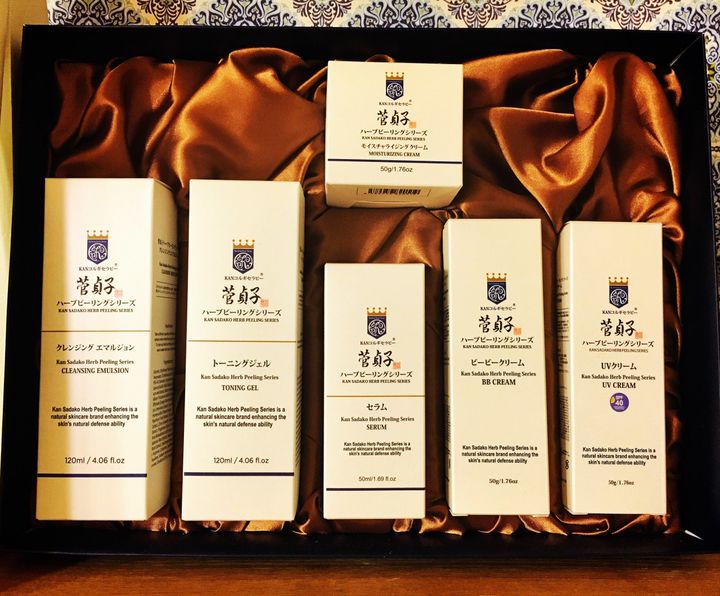 KANコルギセラピー®
菅貞子
ハーブピーリングシリーズ
KAN SADAKO HERB PEELING SERIES
モイスチャライジングクリーム
MOISTURIZING CREAM
50g/1.76oz
KANコルギセラピー®
菅貞子
ハーブピーリングシリーズ
KAN SADAKO HERB PEELING SERIES
クレンジング エマルジョン
Kan Sadako Herb Peeling Series
CLEANSING EMULSION
Kan Sadako Herb Peeling Series is a
natural skincare brand enhancing the
skin's natural defense ability
120ml / 4.06 fl.oz
KANコルギセラピー®
菅貞子
ハーブピーリングシリーズ
KAN SADAKO HERB PEELING SERIES
トーニングジェル
Kan Sadako Herb Peeling Series
TONING GEL
Kan Sadako Herb Peeling Series is a
natural skincare brand enhancing the
skin's natural defense ability
120ml / 4.06 fl.oz
KANコルギセラピー®
菅貞子
ハーブピーリングシリーズ
KAN SADAKO HERB PEELING SERIES
セラム
Kan Sadako Herb Peeling Series
SERUM
Kan Sadako Herb Peeling Series is a
natural skincare brand enhancing the
skin's natural defense ability
50ml/1.69 fl.oz
KANコルギセラピー®
菅貞子
ハーブピーリングシリーズ
KAN SADAKO HERB PEELING SERIES
ビービークリーム
Kan Sadako Herb Peeling Series
BB CREAM
Kan Sadako Herb Peeling Series is a
natural skincare brand enhancing the
skin's natural defense ability
50g/1.76oz
KANコルギセラピー®
菅貞子
ハーブピーリングシリーズ
KAN SADAKO HERB PEELING SERIES
UVクリーム
Kan Sadako Herb Peeling Series
UV CREAM
SPF
40
Kan Sadako Herb Peeling Series is a
natural skincare brand enhancing the
skin's natural defense ability
50g/1.76oz